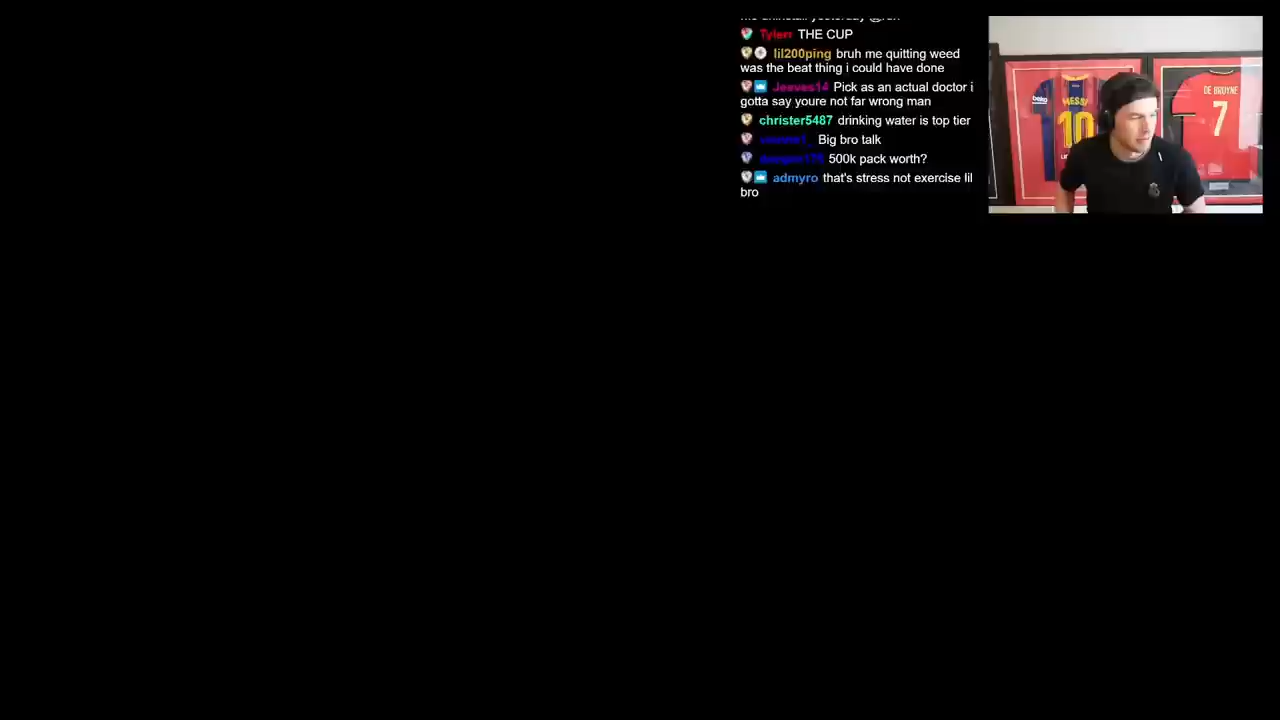 Tylerr THE CUP
lil200ping bruh me quitting weed
was the beat thing i could have done
Jeeves14 Pick as an actual doctor i
gotta say youre not far wrong man
christer5487 drinking water is top tier
Big bro talk
500k pack worth?
admyro that's stress not exercise lil
bro
beko
MESSI
10
DE BRUYNE
7